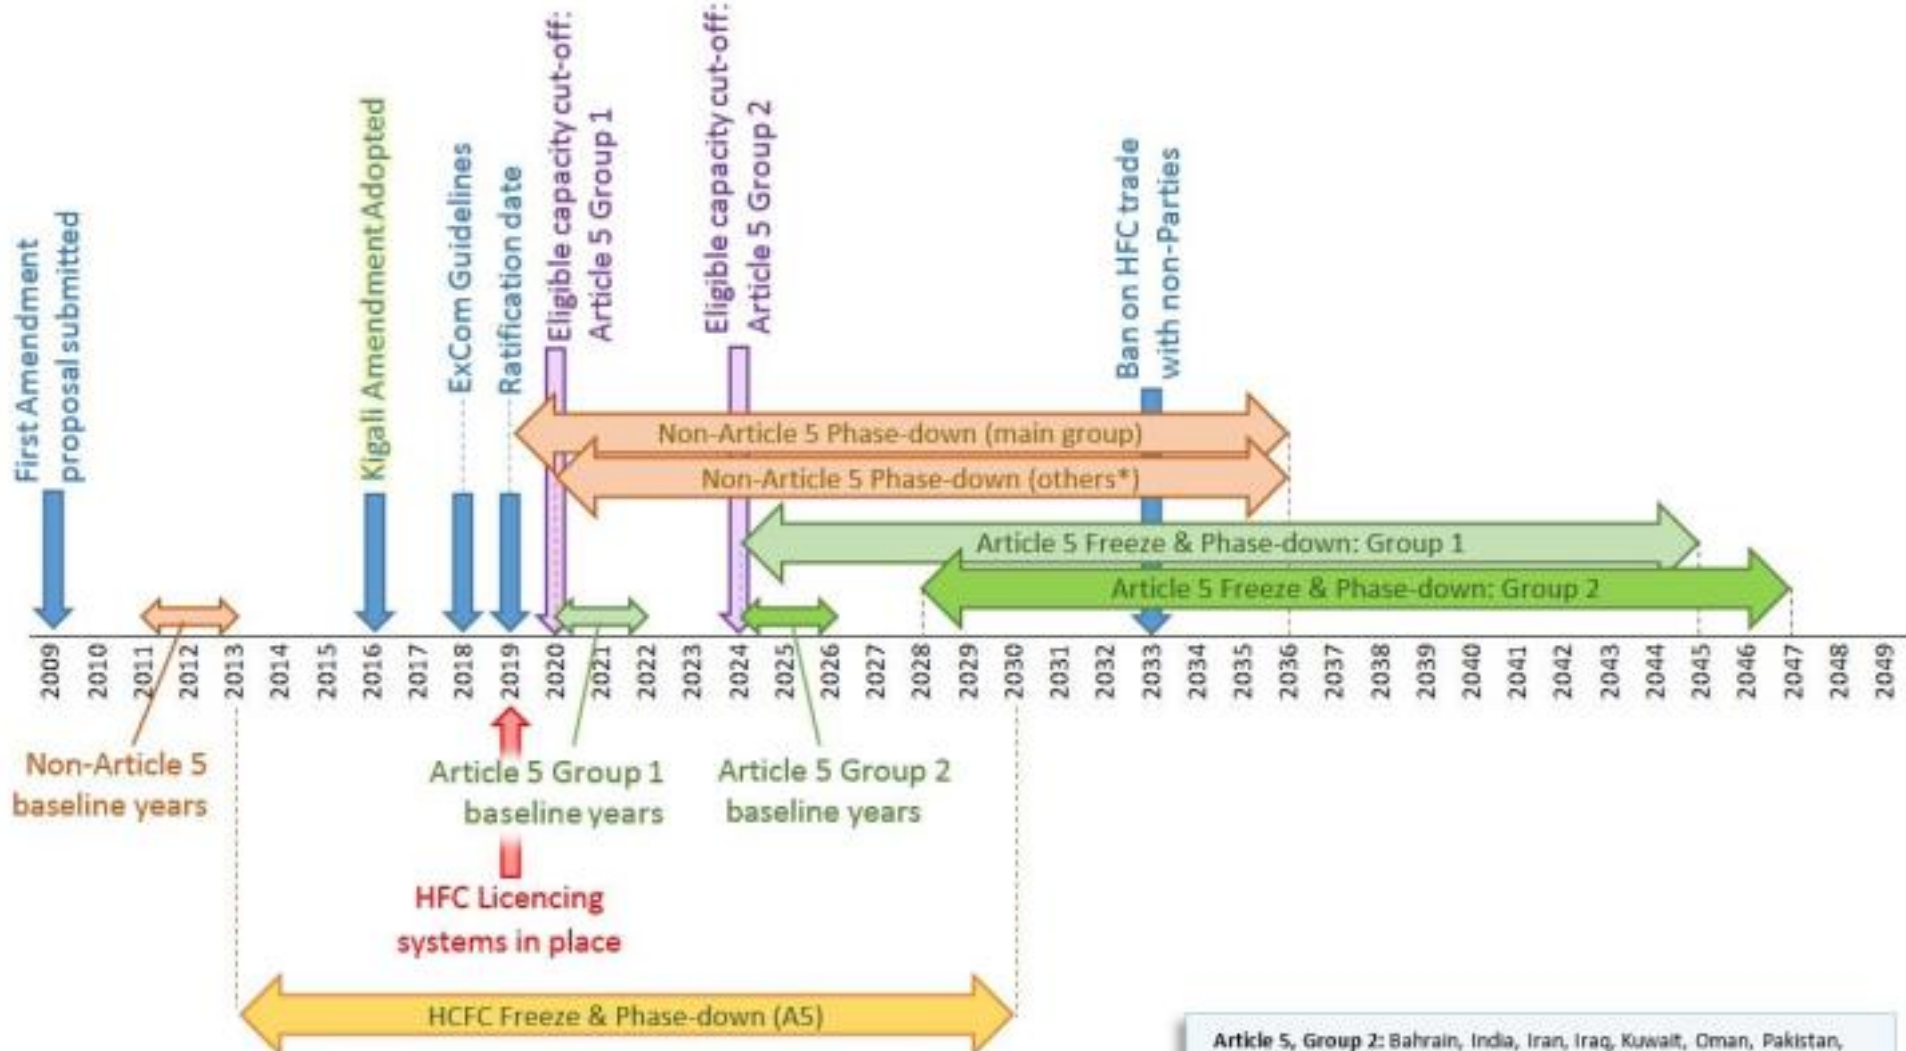 First Amendment
proposal submitted
Kigali Amendment Adopted
ExCom Guidelines
Ratification date
Eligible capacity cut-off:
Article 5 Group 1
Eligible capacity cut-off:
Article 5 Group 2
Ban on HFC trade
with non-Parties
Non-Article 5 Phase-down (main group)
Non-Article 5 Phase-down (others*)
Article 5 Freeze & Phase-down: Group 1
Article 5 Freeze & Phase-down: Group 2
2009 2010 2011 2012 2013 2014 2015 2016 2017 2018 2019 2020 2021 2022 2023 2024 2025 2026 2027 2028 2029 2030 2031 2032 2033 2034 2035 2036 2037 2038 2039 2040 2041 2042 2043 2044 2045 2046 2047 2048 2049
Non-Article 5
baseline years
Article 5 Group 1
baseline years
Article 5 Group 2
baseline years
HFC Licencing
systems in place
HCFC Freeze & Phase-down (A5)
Article 5, Group 2: Bahrain, India, Iran, Iraq, Kuwait, Oman, Pakistan,